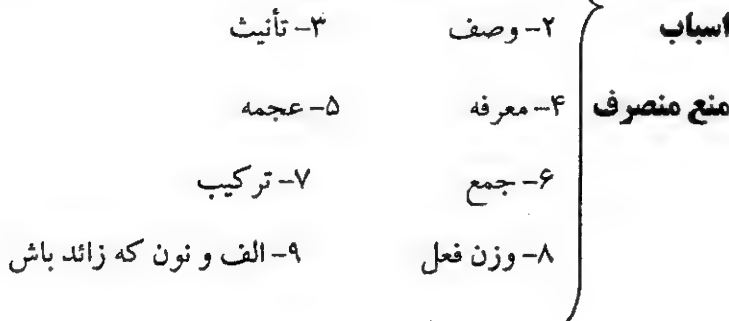 اسباب ۲- وصف ۳- تأنیث
منع منصرف ۴- معرفه ۵- عجمه
۶- جمع ۷- ترکیب
۸- وزن فعل ۹- الف و نون که زائد باش